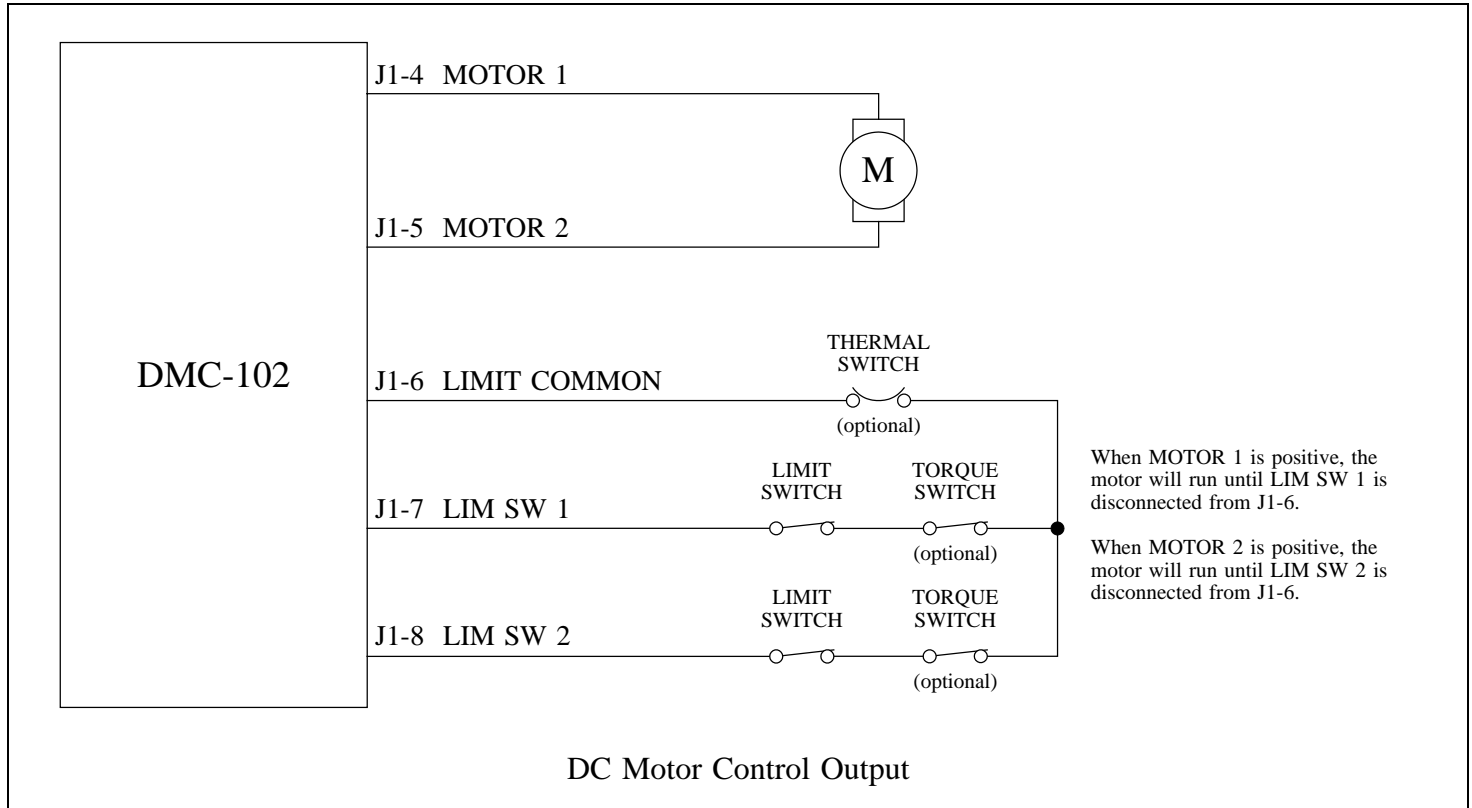 J1-4 MOTOR 1
M
J1-5 MOTOR 2
DMC-102
THERMAL
SWITCH
J1-6 LIMIT COMMON
(optional)
LIMIT
SWITCH
TORQUE
SWITCH
J1-7 LIM SW 1
(optional)
When MOTOR 1 is positive, the
motor will run until LIM SW 1 is
disconnected from J1-6.
When MOTOR 2 is positive, the
motor will run until LIM SW 2 is
disconnected from J1-6.
LIMIT
SWITCH
TORQUE
SWITCH
J1-8 LIM SW 2
(optional)
DC Motor Control Output